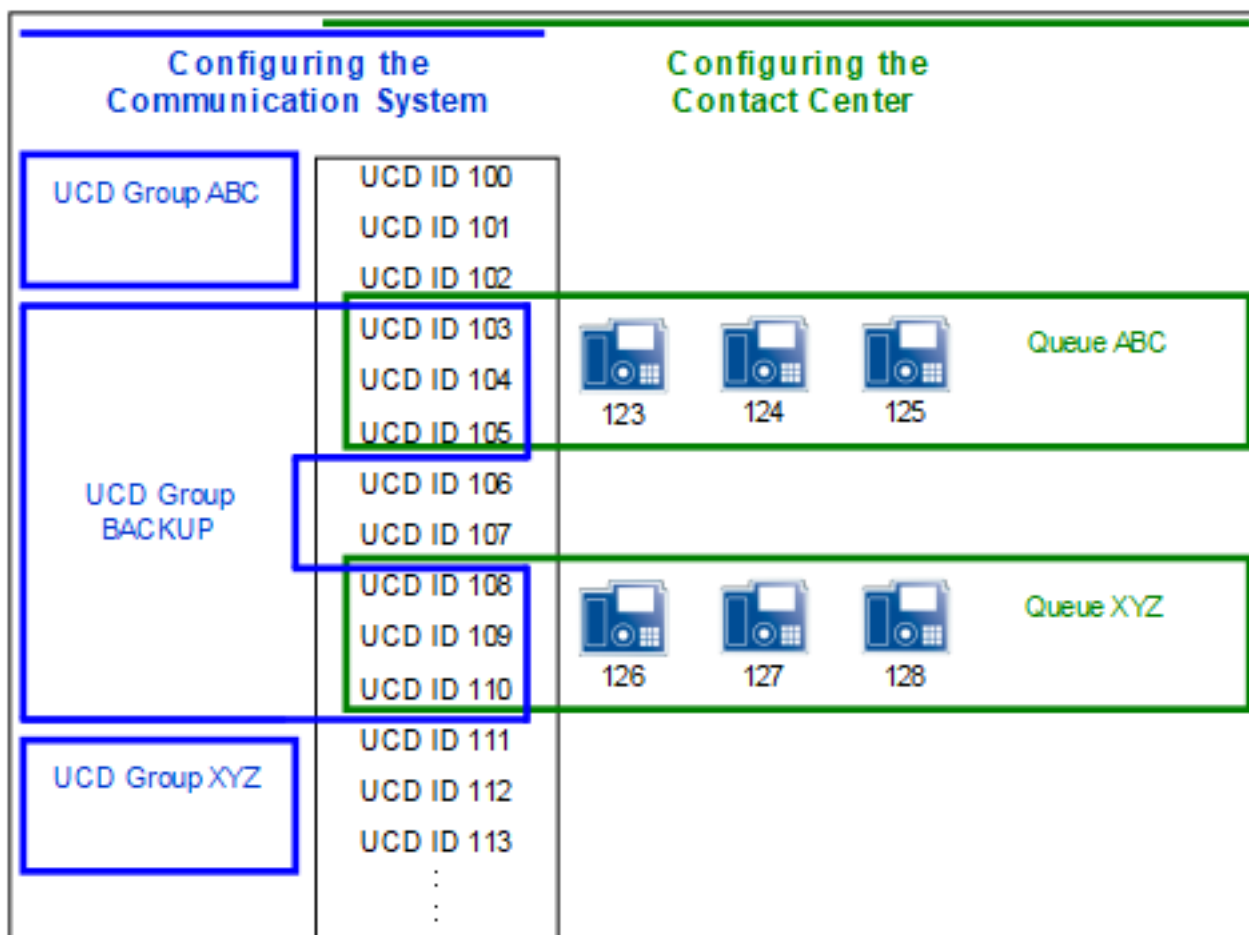 Configuring the
Communication System
Configuring the
Contact Center
UCD Group ABC
UCD ID 100
UCD ID 101
UCD ID 102
UCD ID 103
UCD ID 104
UCD ID 105
123
124
125
Queue ABC
UCD Group
BACKUP
UCD ID 106
UCD ID 107
UCD ID 108
UCD ID 109
UCD ID 110
126
127
128
Queue XYZ
UCD Group XYZ
UCD ID 111
UCD ID 112
UCD ID 113